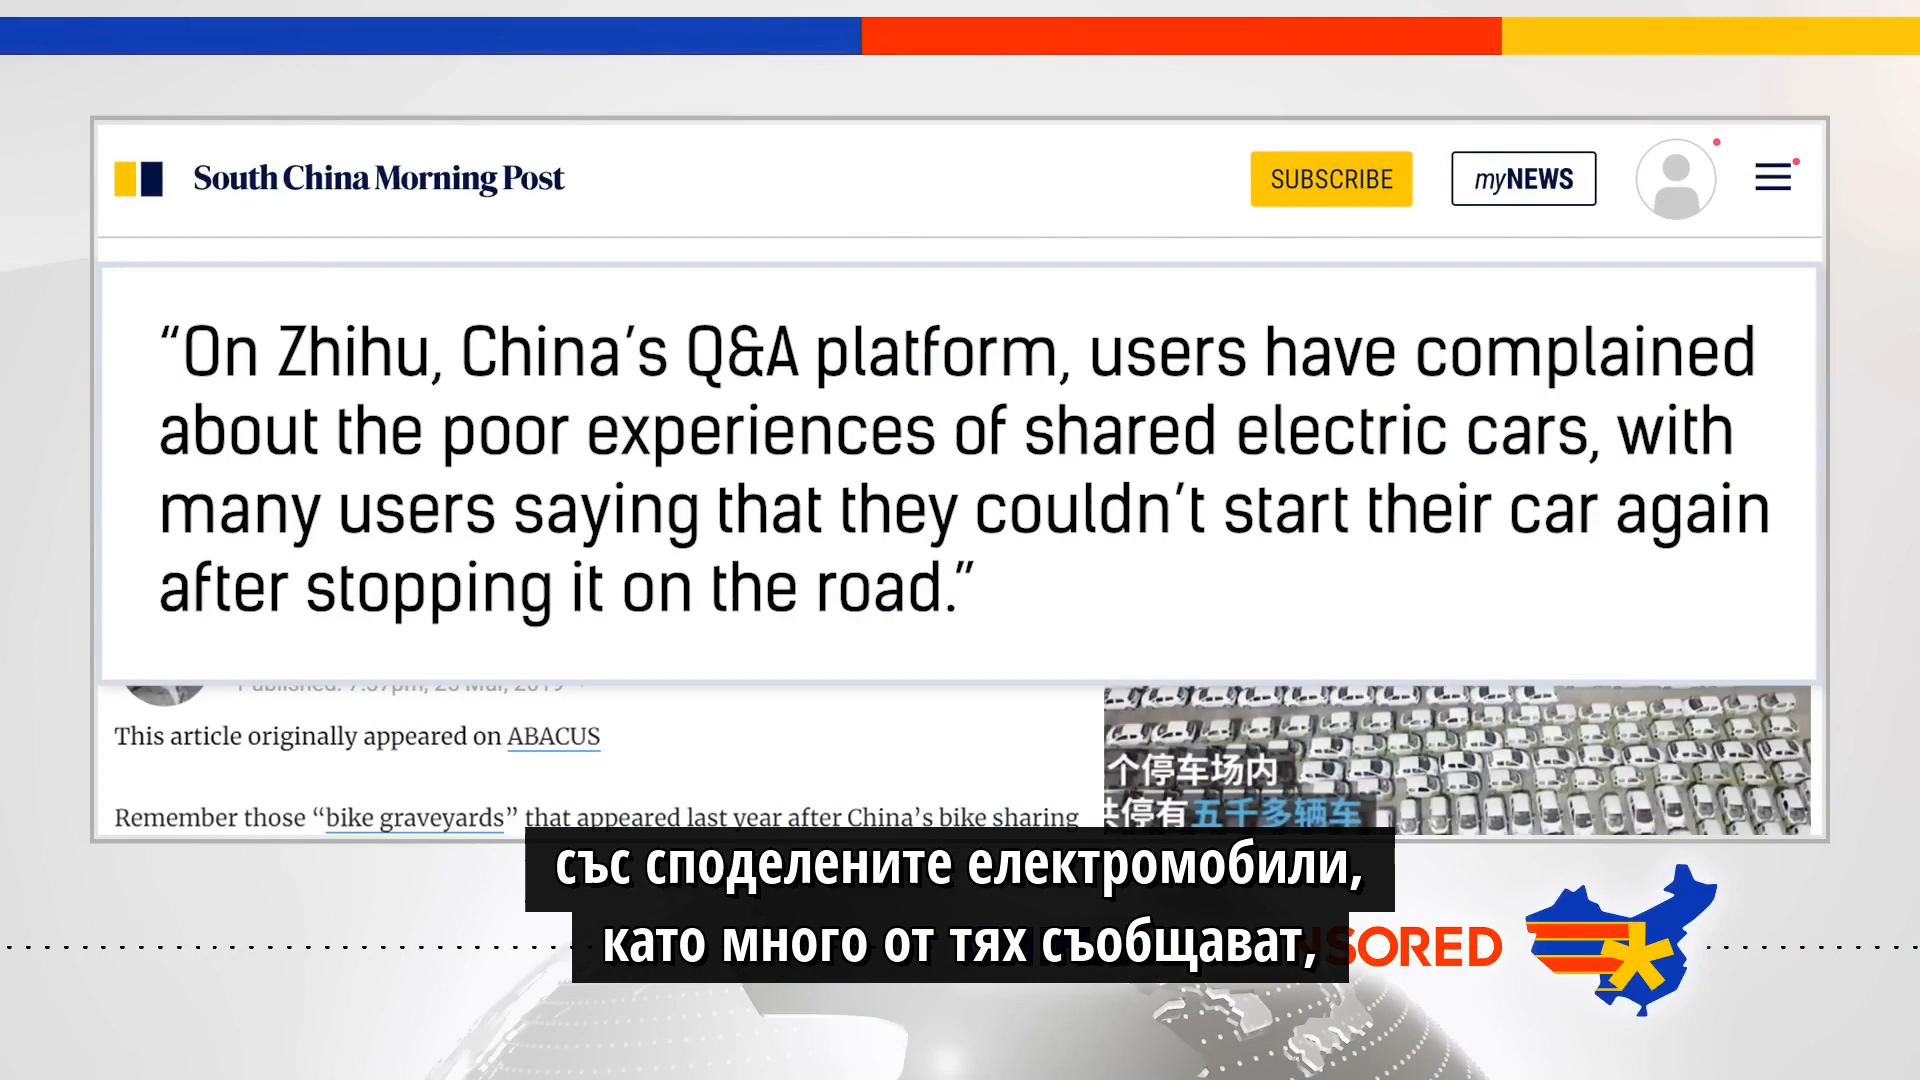 South China Morning Post
SUBSCRIBE
myNEWS
“On Zhihu, China’s Q&A platform, users have complained
about the poor experiences of shared electric cars, with
many users saying that they couldn’t start their car again
after stopping it on the road.”
This article originally appeared on ABACUS
Remember those “bike graveyards” that appeared last year after China’s bike sharing
个停车场内
共停有五千多辆车
със споделените електромобили,
като много от тях съобщават,
SORED